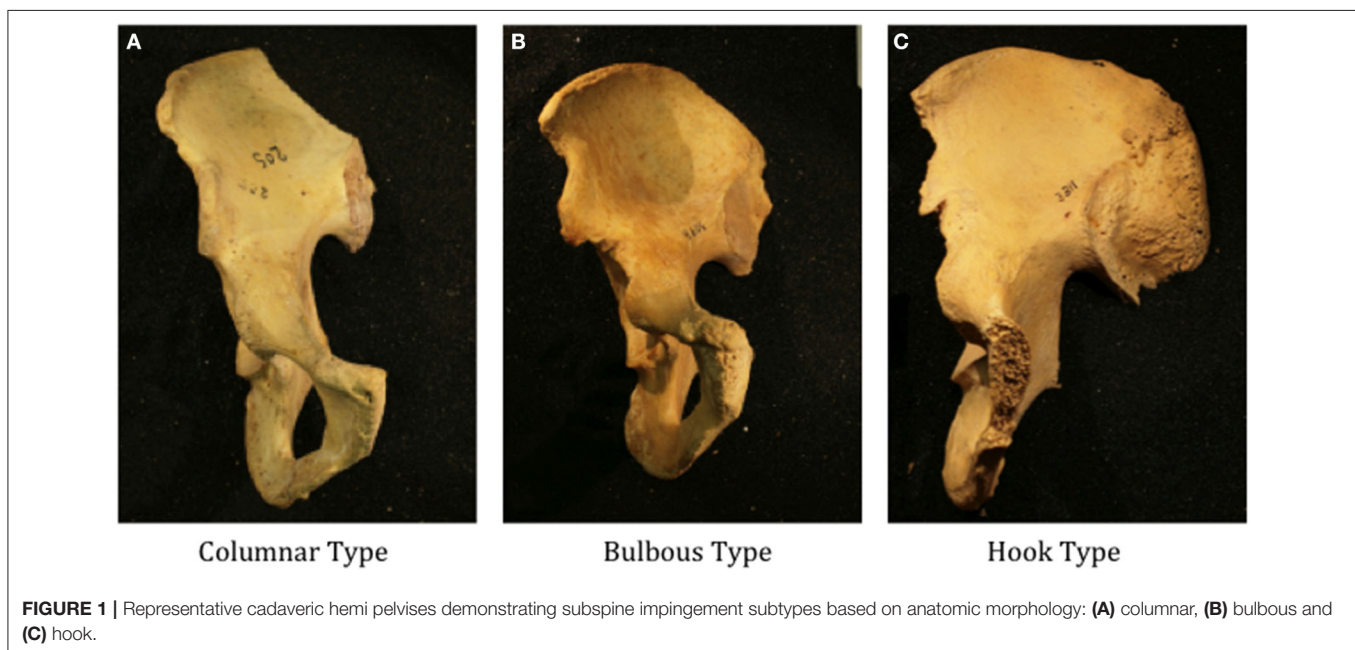 A
B
C
205
Columnar Type
Bulbous Type
Hook Type
FIGURE 1 | Representative cadaveric hemi pelvises demonstrating subspine impingement subtypes based on anatomic morphology: (A) columnar, (B) bulbous and
(C) hook.